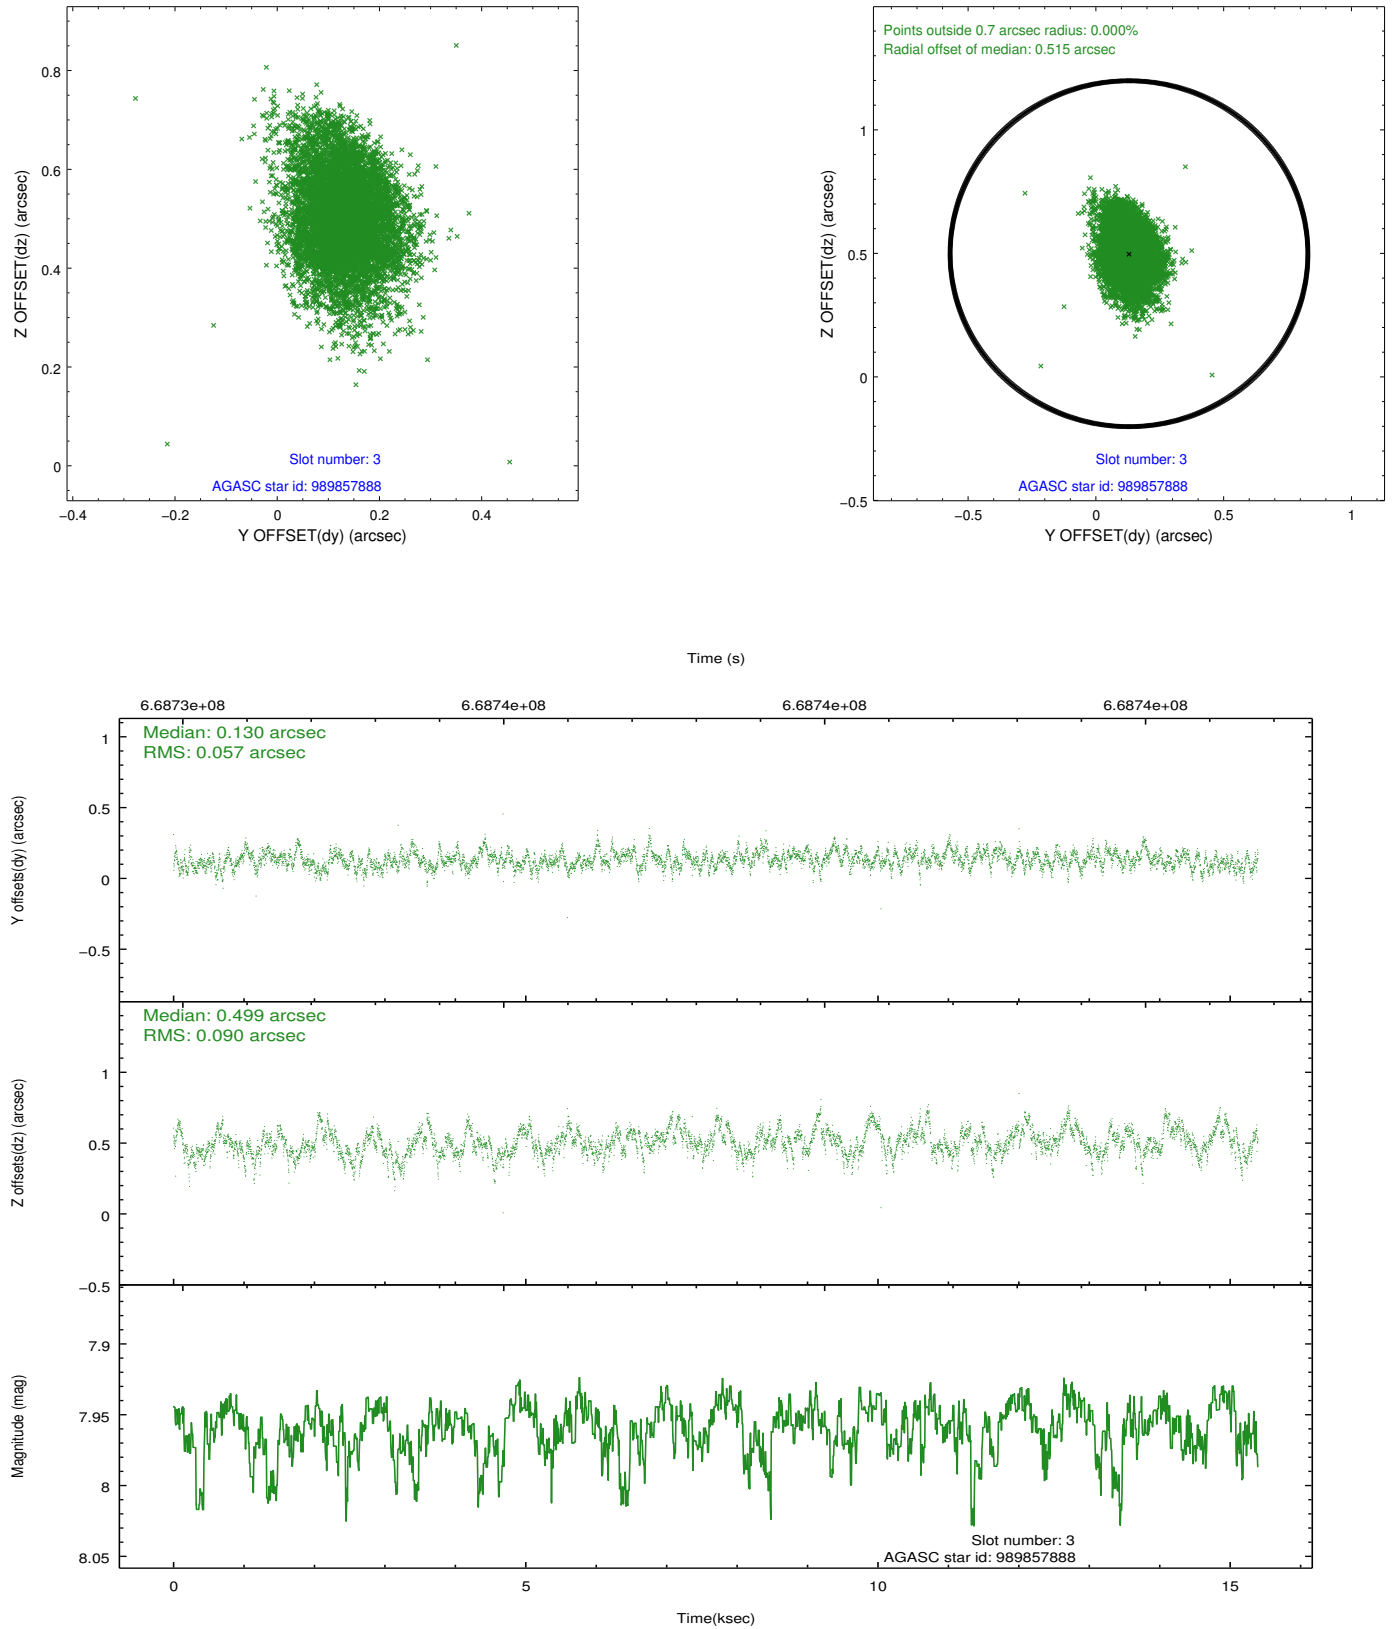 0.8
0.6
0.4
0.2
0
Z OFFSET(dz) (arcsec)
Slot number: 3
AGASC star id: 989857888
−0.4 −0.2 0 0.2 0.4
Y OFFSET(dy) (arcsec)
Points outside 0.7 arcsec radius: 0.000%
Radial offset of median: 0.515 arcsec
1
0.5
0
−0.5
Z OFFSET(dz) (arcsec)
Slot number: 3
AGASC star id: 989857888
−0.5 0 0.5 1
Y OFFSET(dy) (arcsec)
Time (s)
6.6873e+08 6.6874e+08 6.6874e+08 6.6874e+08
Median: 0.130 arcsec
RMS: 0.057 arcsec
1
0.5
0
−0.5
Y offsets(dy) (arcsec)
Median: 0.499 arcsec
RMS: 0.090 arcsec
1
0.5
0
−0.5
Z offsets(dz) (arcsec)
7.9
7.95
8
8.05
Magnitude (mag)
Slot number: 3
AGASC star id: 989857888
0 5 10 15
Time(ksec)